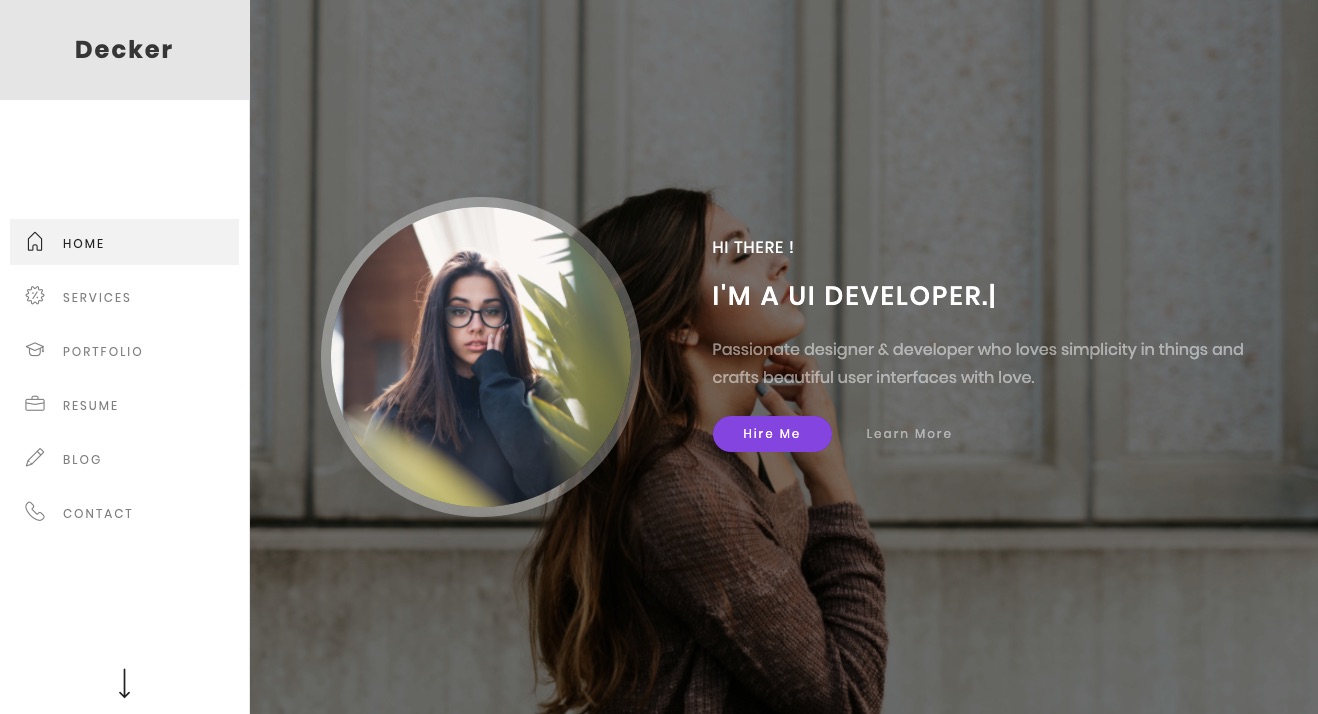 Decker
HOME
SERVICES
PORTFOLIO
RESUME
BLOG
CONTACT
HI THERE !
I'M A UI DEVELOPER.|
Passionate designer & developer who loves simplicity in things and
crafts beautiful user interfaces with love.
Hire Me
Learn More